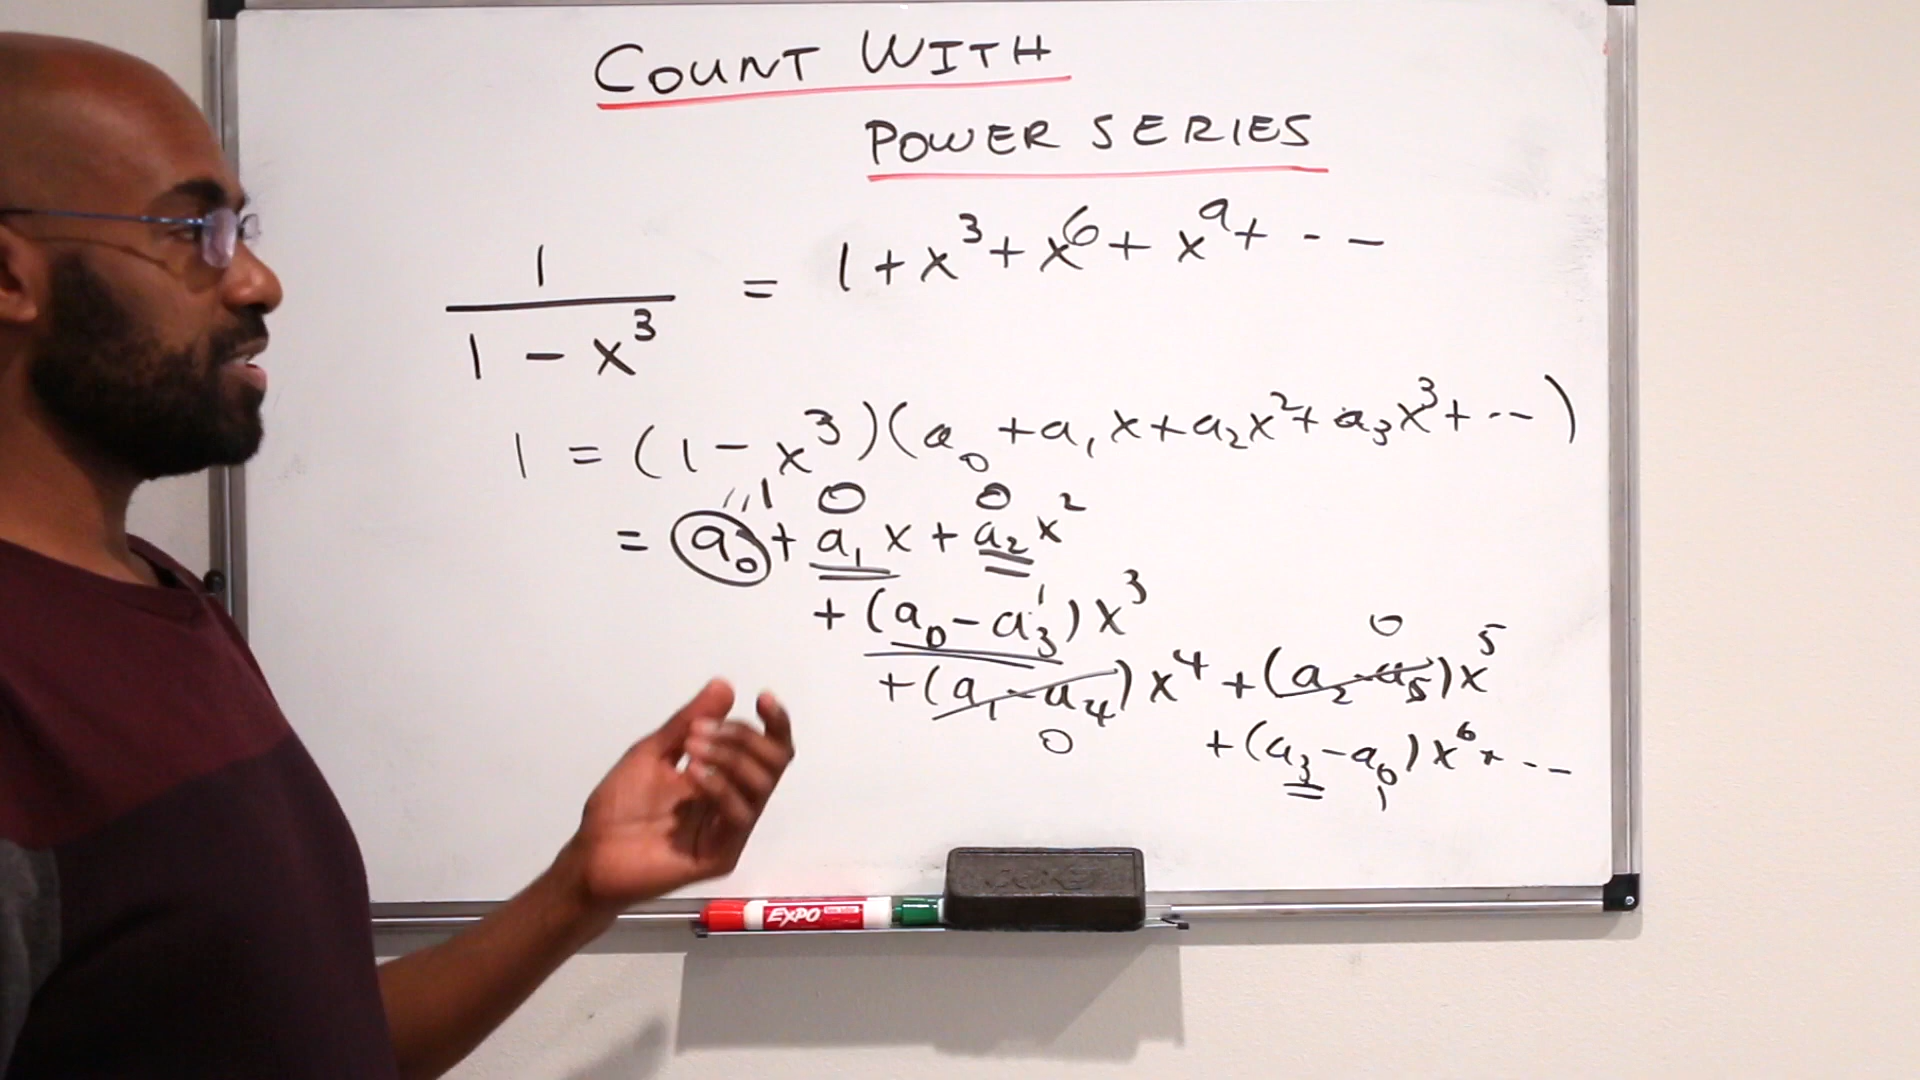 COUNT WITH
POWER SERIES
1
1 - x³
= 1 + x³ + x⁶ + x⁹ + ---
1 = (1 - x³)(a₀ + a₁x + a₂x² + a₃x³ + ---)
1 0 0
= a₀ + a₁x + a₂x²
1
+ (a₀ - a₃)x³
0
+ (a₁ - a₄)x⁴ + (a₂ - a₅)x⁵
0
+ (a₃ - a₆)x⁶ + ---
1
EXPO